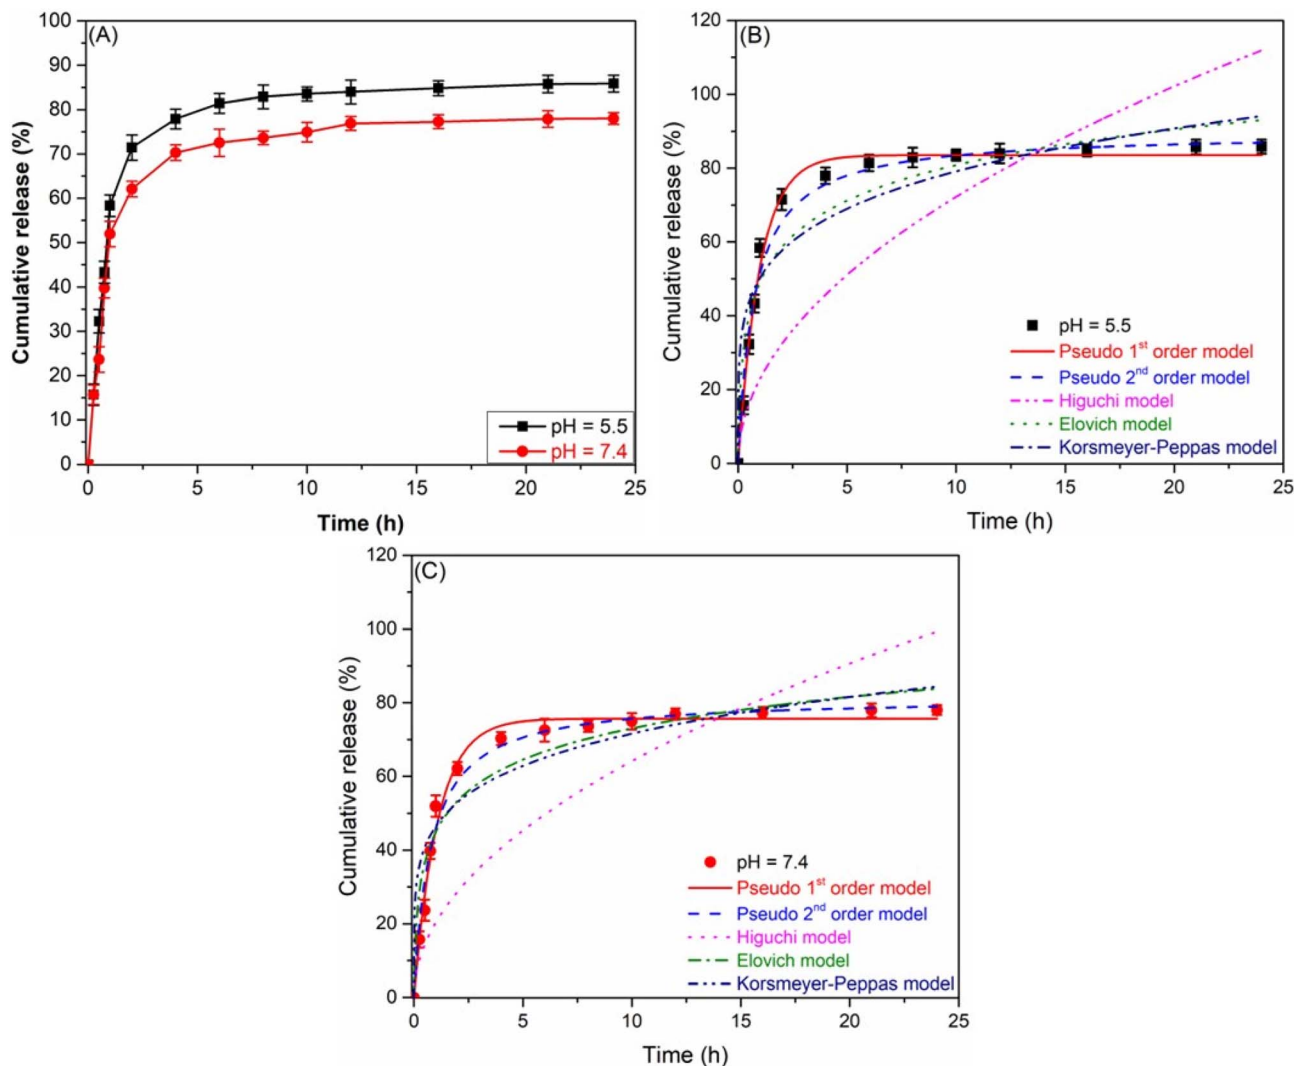 (A)
Cumulative release (%)
100
90
80
70
60
50
40
30
20
10
0
0 5 10 15 20 25
Time (h)
pH = 5.5
pH = 7.4
(B)
Cumulative release (%)
120
100
80
60
40
20
0
0 5 10 15 20 25
Time (h)
pH = 5.5
Pseudo 1st order model
Pseudo 2nd order model
Higuchi model
Elovich model
Korsmeyer-Peppas model
(C)
Cumulative release (%)
120
100
80
60
40
20
0
0 5 10 15 20 25
Time (h)
pH = 7.4
Pseudo 1st order model
Pseudo 2nd order model
Higuchi model
Elovich model
Korsmeyer-Peppas model